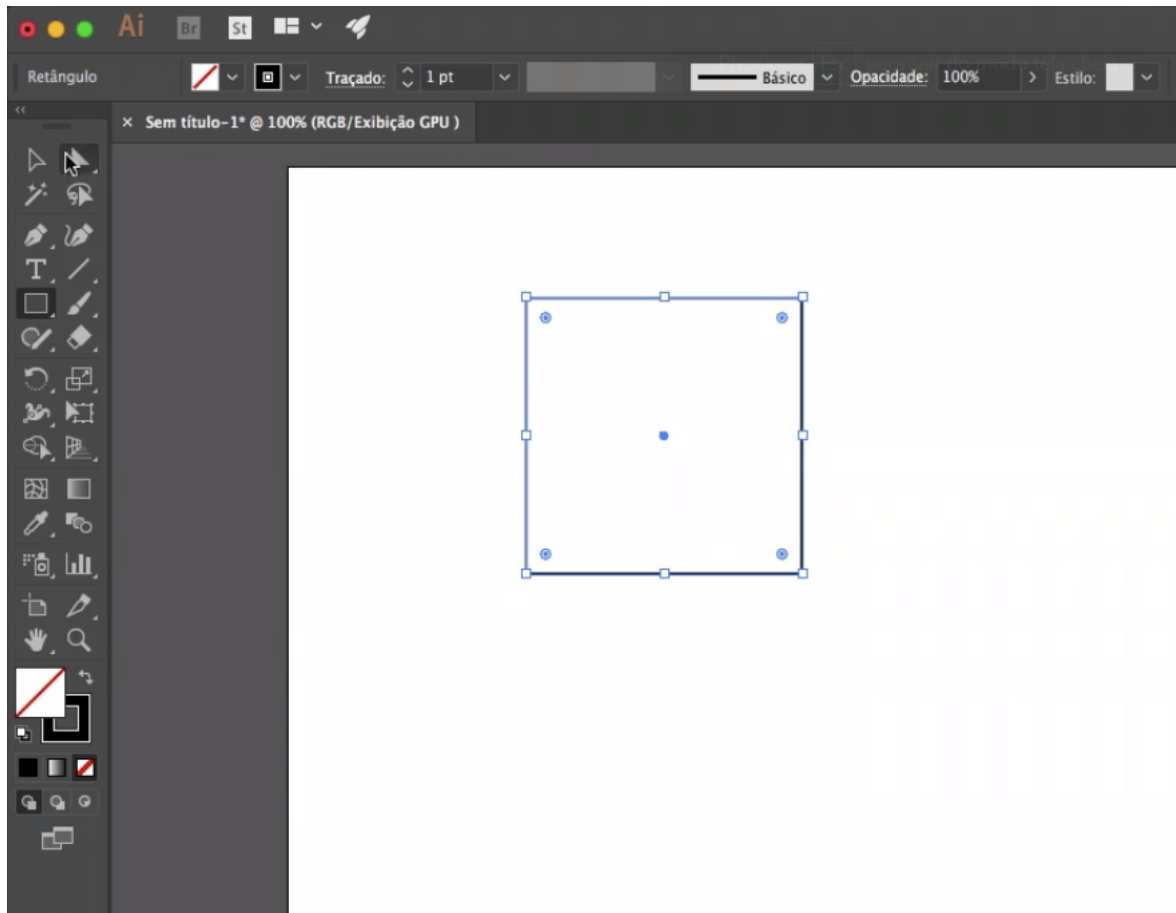 Ai Br St
Retângulo Traçado: 1 pt Básico Opacidade: 100% Estilo:
× Sem título-1* @ 100% (RGB/Exibição GPU )
T